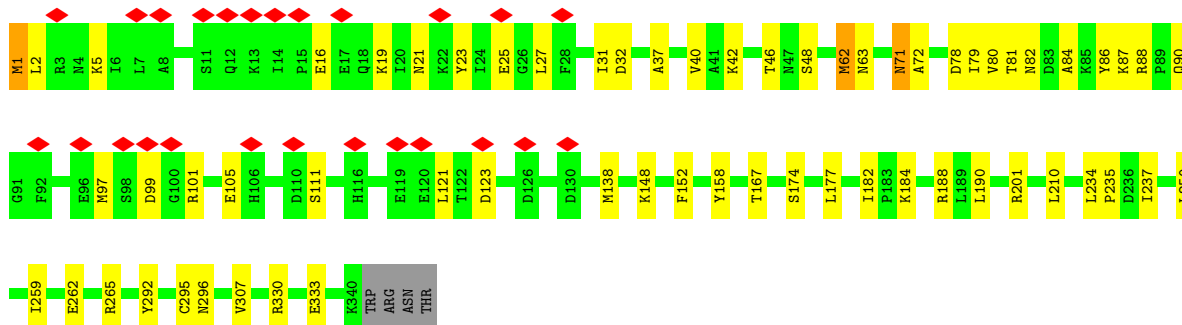 M1 L2 R3 N4 K5 I6 L7 A8 S11 Q12 K13 I14 P15 E16 E17 Q18 K19 I20 N21 K22 Y23 I24 E25 G26 L27 F28 I31 D32 A37 V40 A41 K42 T46 N47 S48 M62 N63 N71 A72 D78 I79 V80 T81 N82 D83 A84 K85 Y86 K87 R88 P89 Q90
G91 F92 E96 M97 S98 D99 G100 R101 E105 H106 D110 S111 H116 E119 E120 L121 T122 D123 D126 D130 M138 K148 F152 Y158 T167 S174 L177 I182 P183 K184 R188 L189 L190 R201 L210 L234 P235 D236 I237
I259 E262 R265 Y292 C295 N296 V307 R330 E333 K340 TRP ARG ASN THR